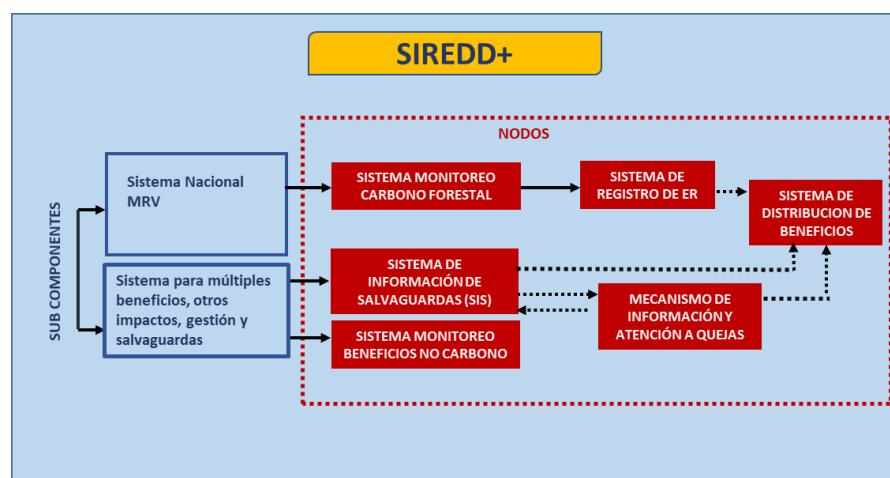 SIREDD+
NODOS
SUB COMPONENTES
Sistema Nacional
MRV
SISTEMA MONITOREO
CARBONO FORESTAL
SISTEMA DE
REGISTRO DE ER
SISTEMA DE
DISTRIBUCION DE
BENEFICIOS
Sistema para múltiples
beneficios, otros
impactos, gestión y
salvaguardas
SISTEMA DE
INFORMACIÓN DE
SALVAGUARDAS (SIS)
MECANISMO DE
INFORMACIÓN Y
ATENCIÓN A QUEJAS
SISTEMA MONITOREO
BENEFICIOS NO CARBONO